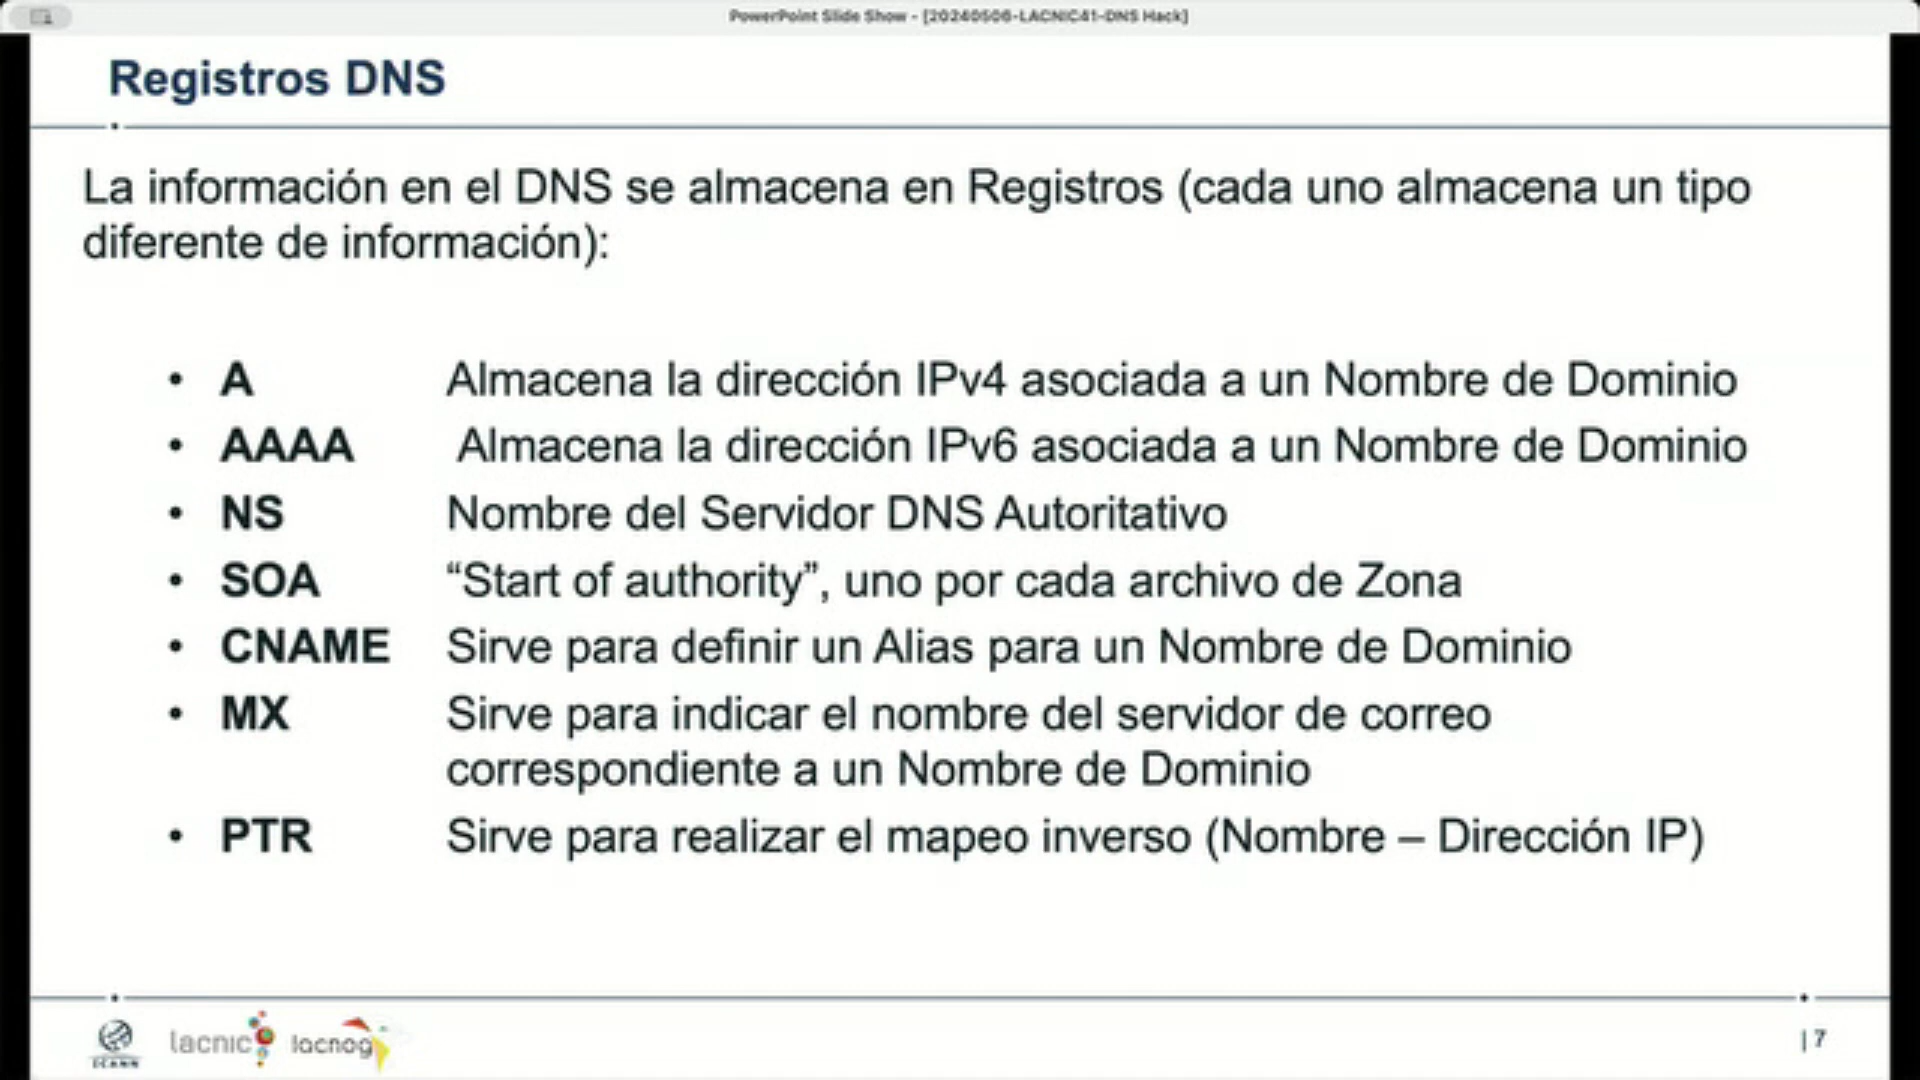 PowerPoint Slide Show - [20240506-LACNIC41-DNS Hack]
Registros DNS
La información en el DNS se almacena en Registros (cada uno almacena un tipo
diferente de información):
• A Almacena la dirección IPv4 asociada a un Nombre de Dominio
• AAAA Almacena la dirección IPv6 asociada a un Nombre de Dominio
• NS Nombre del Servidor DNS Autoritativo
• SOA “Start of authority”, uno por cada archivo de Zona
• CNAME Sirve para definir un Alias para un Nombre de Dominio
• MX Sirve para indicar el nombre del servidor de correo
correspondiente a un Nombre de Dominio
• PTR Sirve para realizar el mapeo inverso (Nombre – Dirección IP)
ICANN lacnic lacnog
| 7